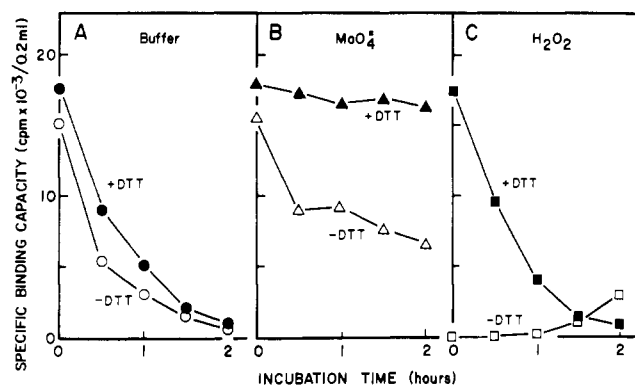 A Buffer
B MoO₄⁼
C H₂O₂
SPECIFIC BINDING CAPACITY (cpm x 10⁻³/0.2ml)
20
10
0
+DTT
-DTT
+DTT
-DTT
+DTT
-DTT
0 1 2 0 1 2 0 1 2
INCUBATION TIME (hours)